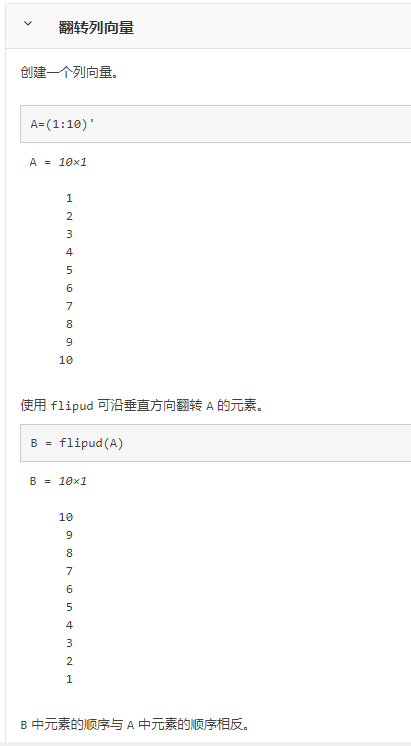 翻转列向量
创建一个列向量。
A=(1:10)'
A = 10×1
1
2
3
4
5
6
7
8
9
10
使用 flipud 可沿垂直方向翻转 A 的元素。
B = flipud(A)
B = 10×1
10
9
8
7
6
5
4
3
2
1
B 中元素的顺序与 A 中元素的顺序相反。